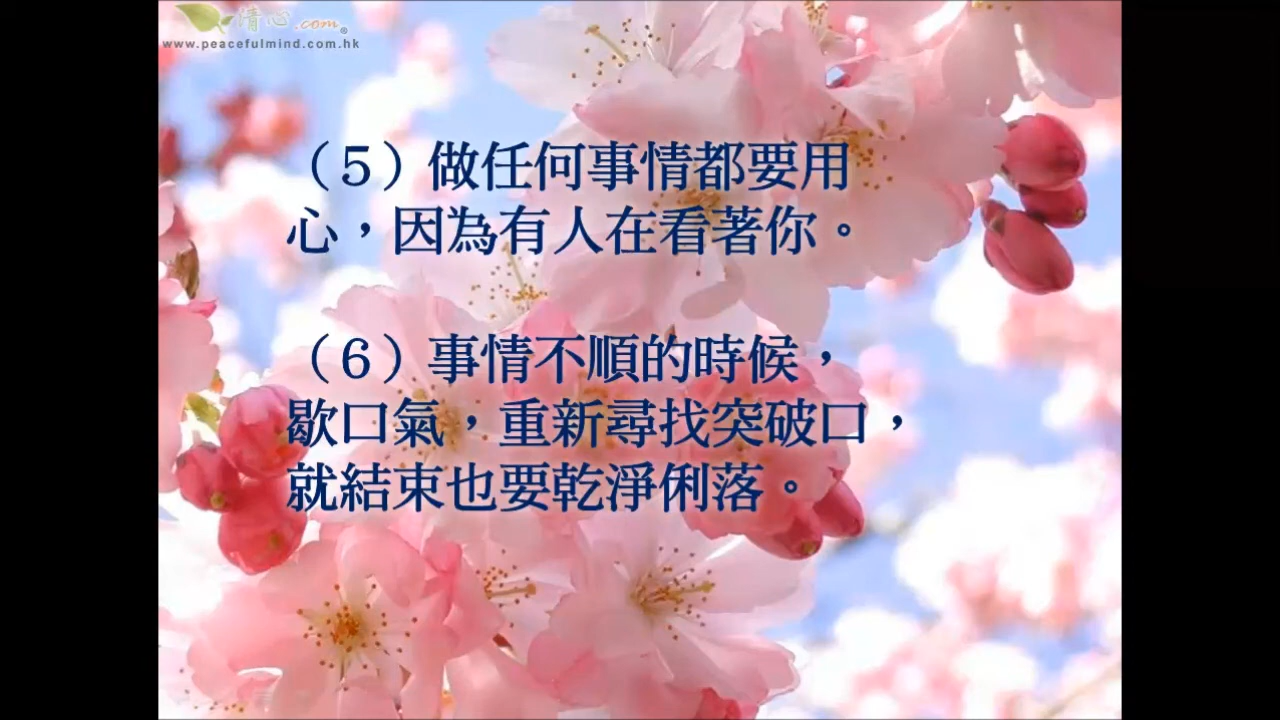 清心.com
www.peacefulmind.com.hk
（５）做任何事情都要用
心，因為有人在看著你。
（６）事情不順的時候，
歇口氣，重新尋找突破口，
就結束也要乾淨俐落。